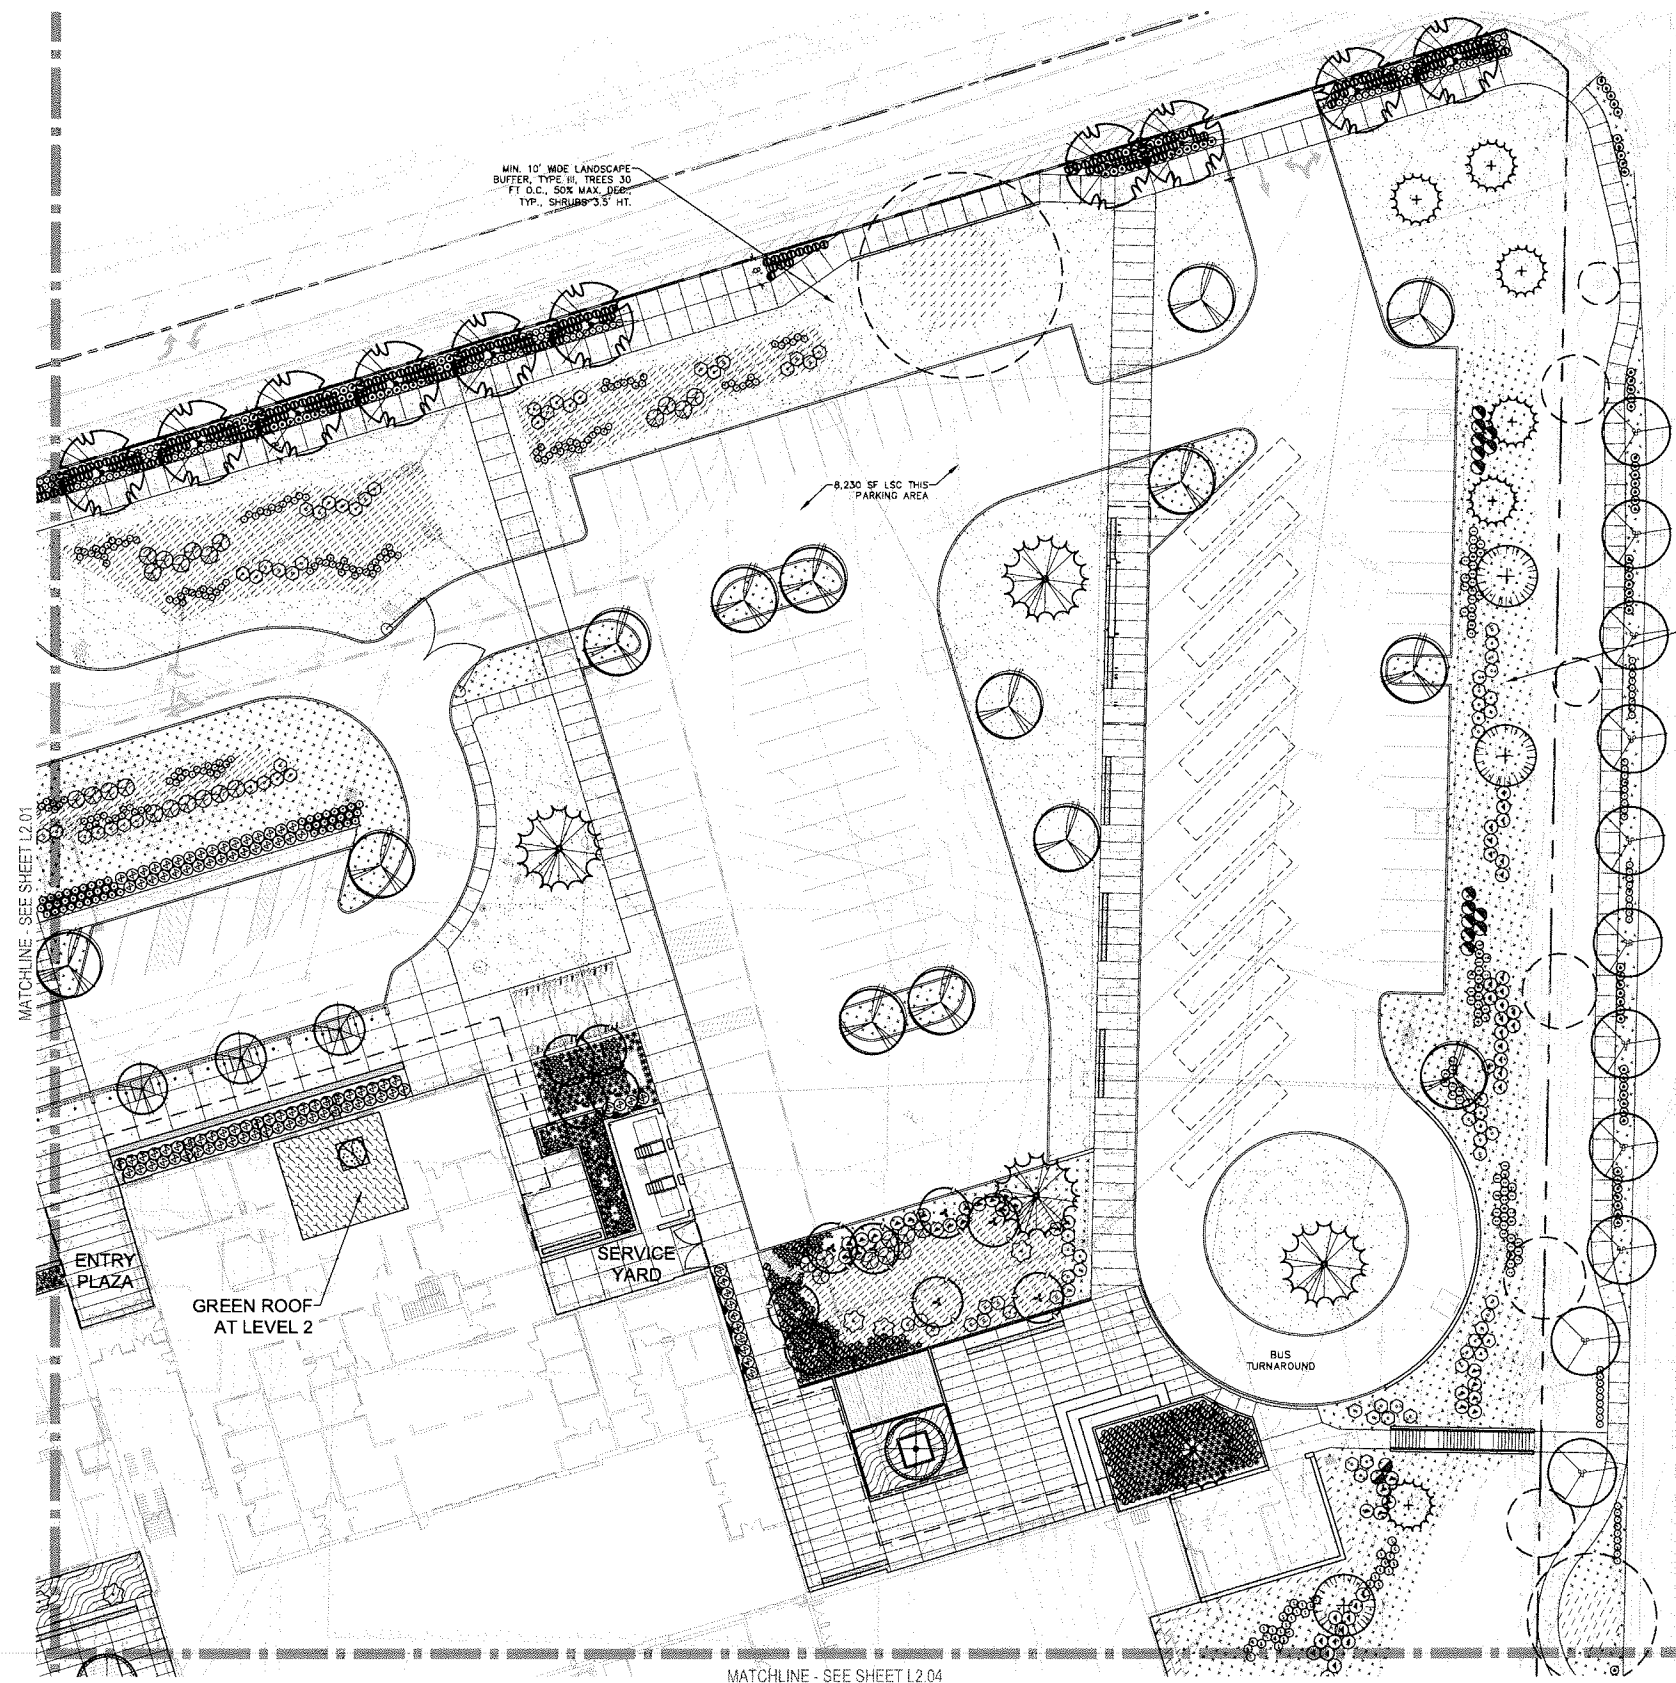 MIN. 10' WIDE LANDSCAPE
BUFFER, TYPE III, TREES 30
FT O.C., 50% MAX. DEC.,
TYP., SHRUBS 3.5' HT.
8,230 SF LSC THIS
PARKING AREA
MATCHLINE - SEE SHEET L2.01
ENTRY
PLAZA
GREEN ROOF
AT LEVEL 2
SERVICE
YARD
BUS
TURNAROUND
MATCHLINE - SEE SHEET L2.04